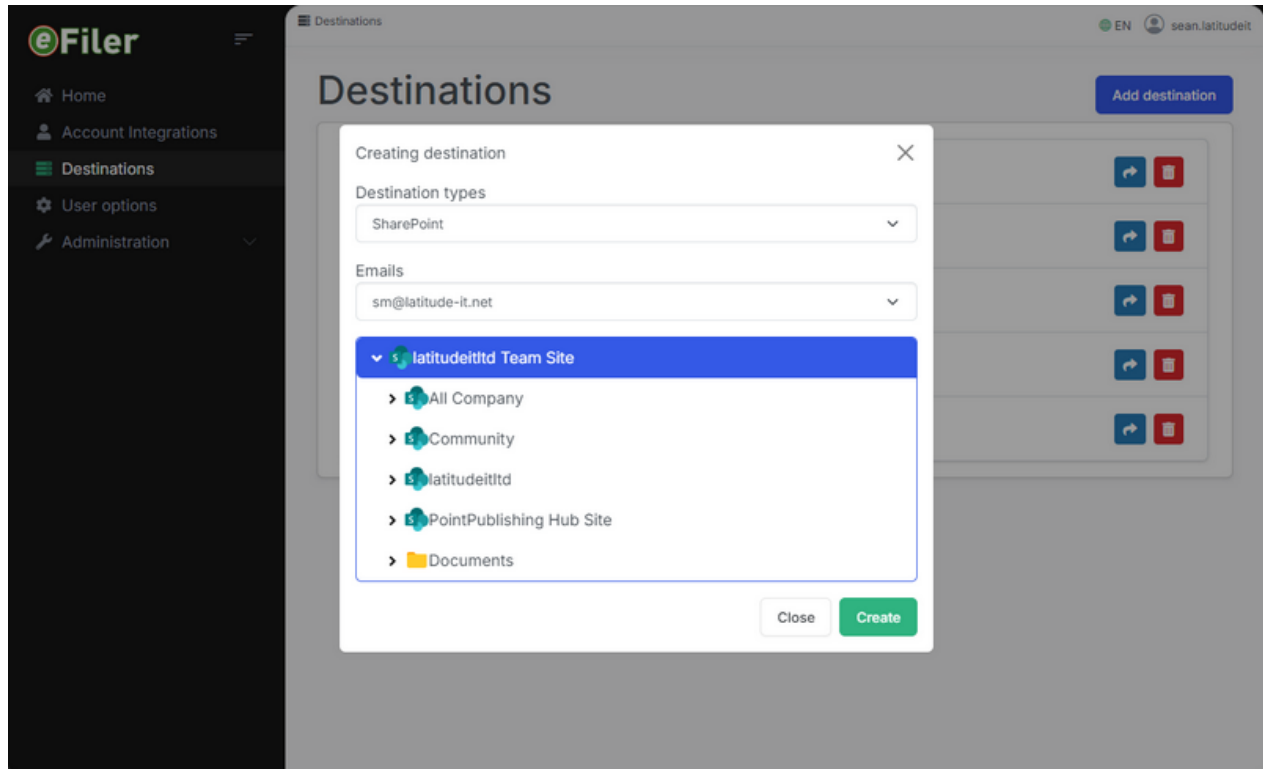 eFiler
Home
Account Integrations
Destinations
User options
Administration
Destinations
EN sean.latitudeit
Destinations
Add destination
Creating destination
Destination types
SharePoint
Emails
sm@latitude-it.net
latitudeitltd Team Site
All Company
Community
latitudeitltd
PointPublishing Hub Site
Documents
Close
Create